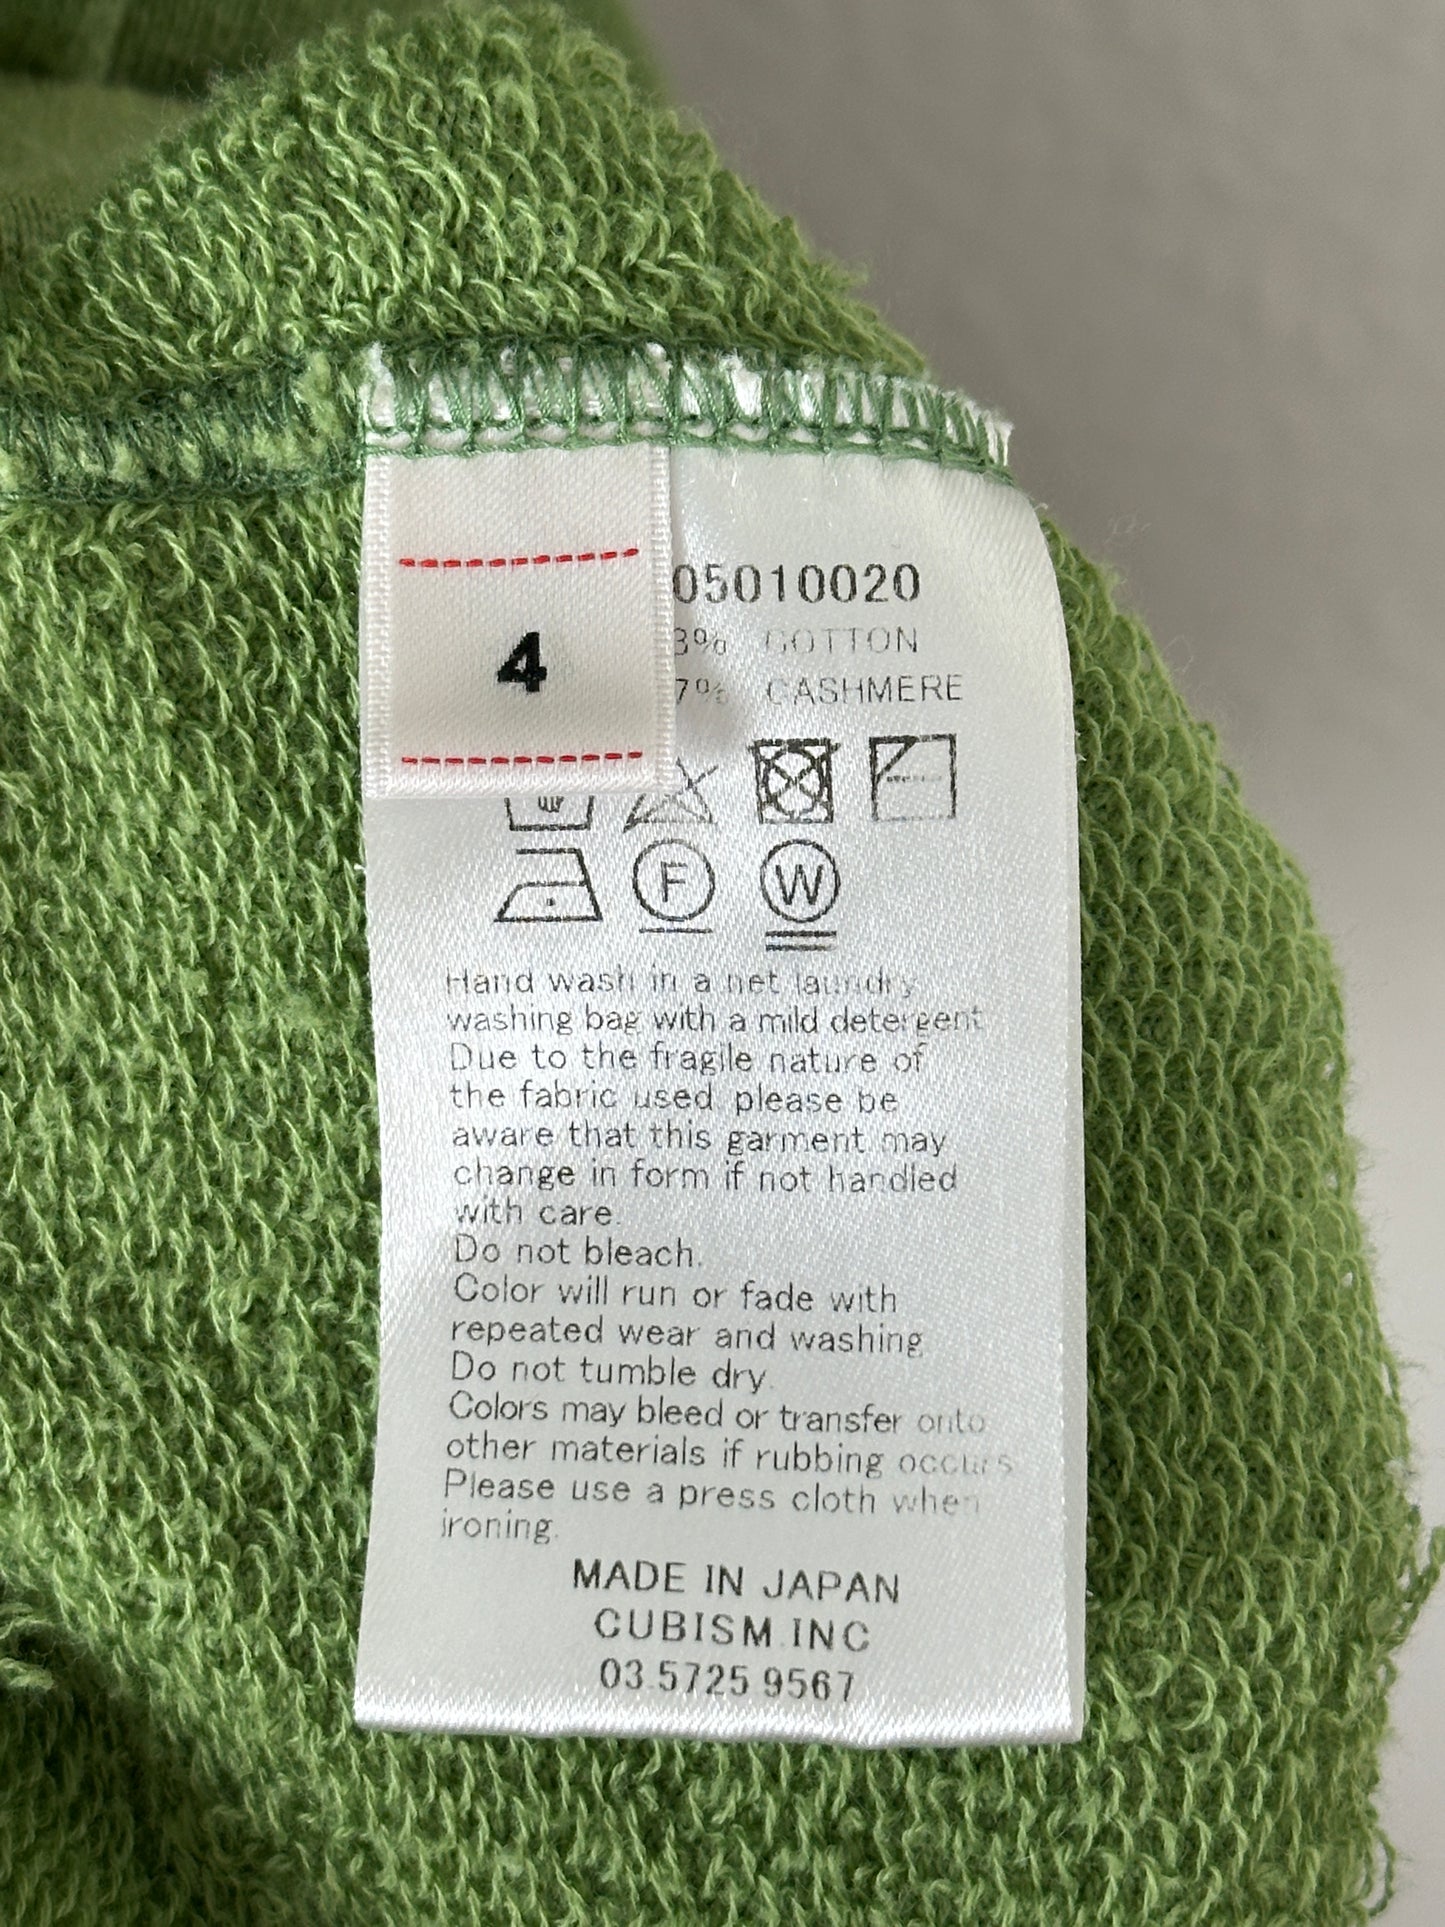 4
05010020
3% COTTON
7% CASHMERE
F W
Hand wash in a net laundry
washing bag with a mild detergent
Due to the fragile nature of
the fabric used please be
aware that this garment may
change in form if not handled
with care.
Do not bleach.
Color will run or fade with
repeated wear and washing
Do not tumble dry.
Colors may bleed or transfer onto
other materials if rubbing occurs
Please use a press cloth when
ironing.
MADE IN JAPAN
CUBISM INC
03 5725 9567